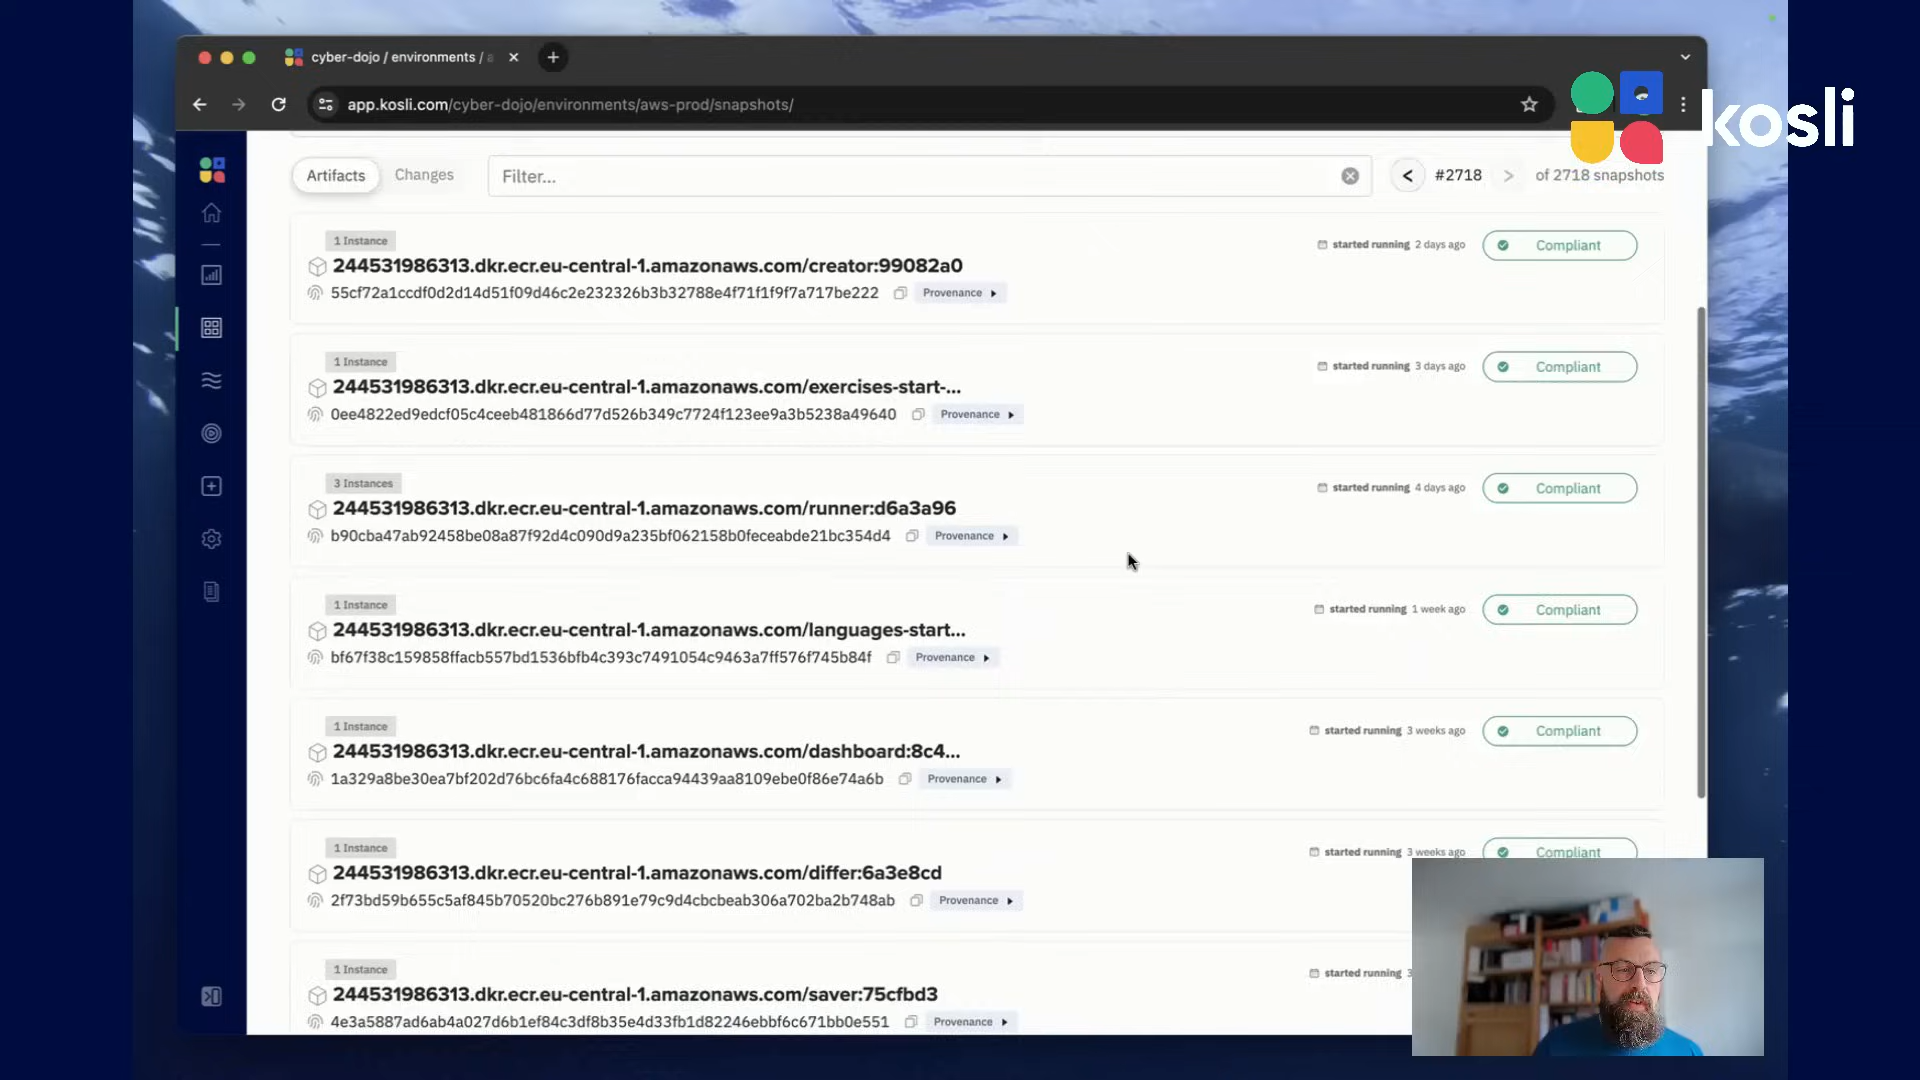 cyber-dojo / environments /
app.kosli.com/cyber-dojo/environments/aws-prod/snapshots/
kosli
Artifacts
Changes
Filter...
#2718
of 2718 snapshots
1 Instance
244531986313.dkr.ecr.eu-central-1.amazonaws.com/creator:99082a0
started running 2 days ago
Compliant
55cf72a1ccdf0d2d14d51f09d46c2e232326b3b32788e4f71f1f9f7a717be222
Provenance
1 Instance
244531986313.dkr.ecr.eu-central-1.amazonaws.com/exercises-start-...
started running 3 days ago
Compliant
0ee4822ed9edcf05c4ceeb481866d77d526b349c7724f123ee9a3b5238a49640
Provenance
3 Instances
244531986313.dkr.ecr.eu-central-1.amazonaws.com/runner:d6a3a96
started running 4 days ago
Compliant
b90cba47ab92458be08a87f92d4c090d9a235bf062158b0feceabde21bc354d4
Provenance
1 Instance
244531986313.dkr.ecr.eu-central-1.amazonaws.com/languages-start...
started running 1 week ago
Compliant
bf67f38c159858ffacb557bd1536bfb4c393c7491054c9463a7ff576f745b84f
Provenance
1 Instance
244531986313.dkr.ecr.eu-central-1.amazonaws.com/dashboard:8c4...
started running 3 weeks ago
Compliant
1a329a8be30ea7bf202d76bc6fa4c688176facca94439aa8109ebe0f86e74a6b
Provenance
1 Instance
244531986313.dkr.ecr.eu-central-1.amazonaws.com/differ:6a3e8cd
started running 3 weeks ago
Compliant
2f73bd59b655c5af845b70520bc276b891e79c9d4cbcbeab306a702ba2b748ab
Provenance
1 Instance
244531986313.dkr.ecr.eu-central-1.amazonaws.com/saver:75cfbd3
started running 3
4e3a5887ad6ab4a027d6b1ef84c3df8b35e4d33fb1d82246ebbf6c671bb0e551
Provenance